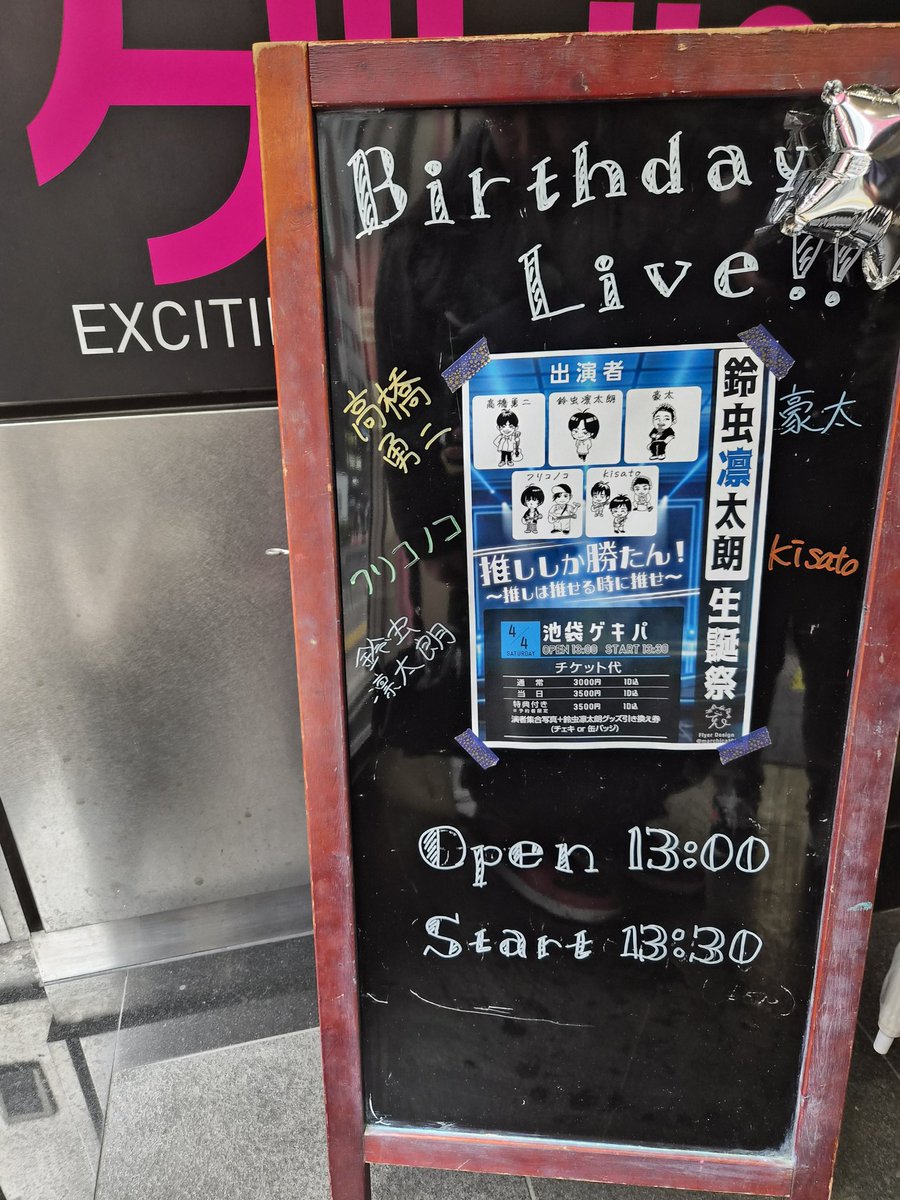 EXCITI
Birthday
Live!!
高橋
勇二
フリコノコ
鈴虫
凛太朗
豪太
kisato
出演者
高橋勇二
鈴虫凛太朗
豪太
フリコノコ
kisato
推ししか勝たん!
~推しは推せる時に推せ~
4/4
SATURDAY
池袋ゲキバ
OPEN 13:00 START 13:30
チケット代
通常 3000円 1D込
当日 3500円 1D込
特典付き 3500円 1D込
※予約者限定
演者集合写真+鈴虫凛太朗グッズ引き換え券
(チェキ or 缶バッジ)
鈴虫凛太朗生誕祭
Flyer Design
Open 13:00
Start 13:30